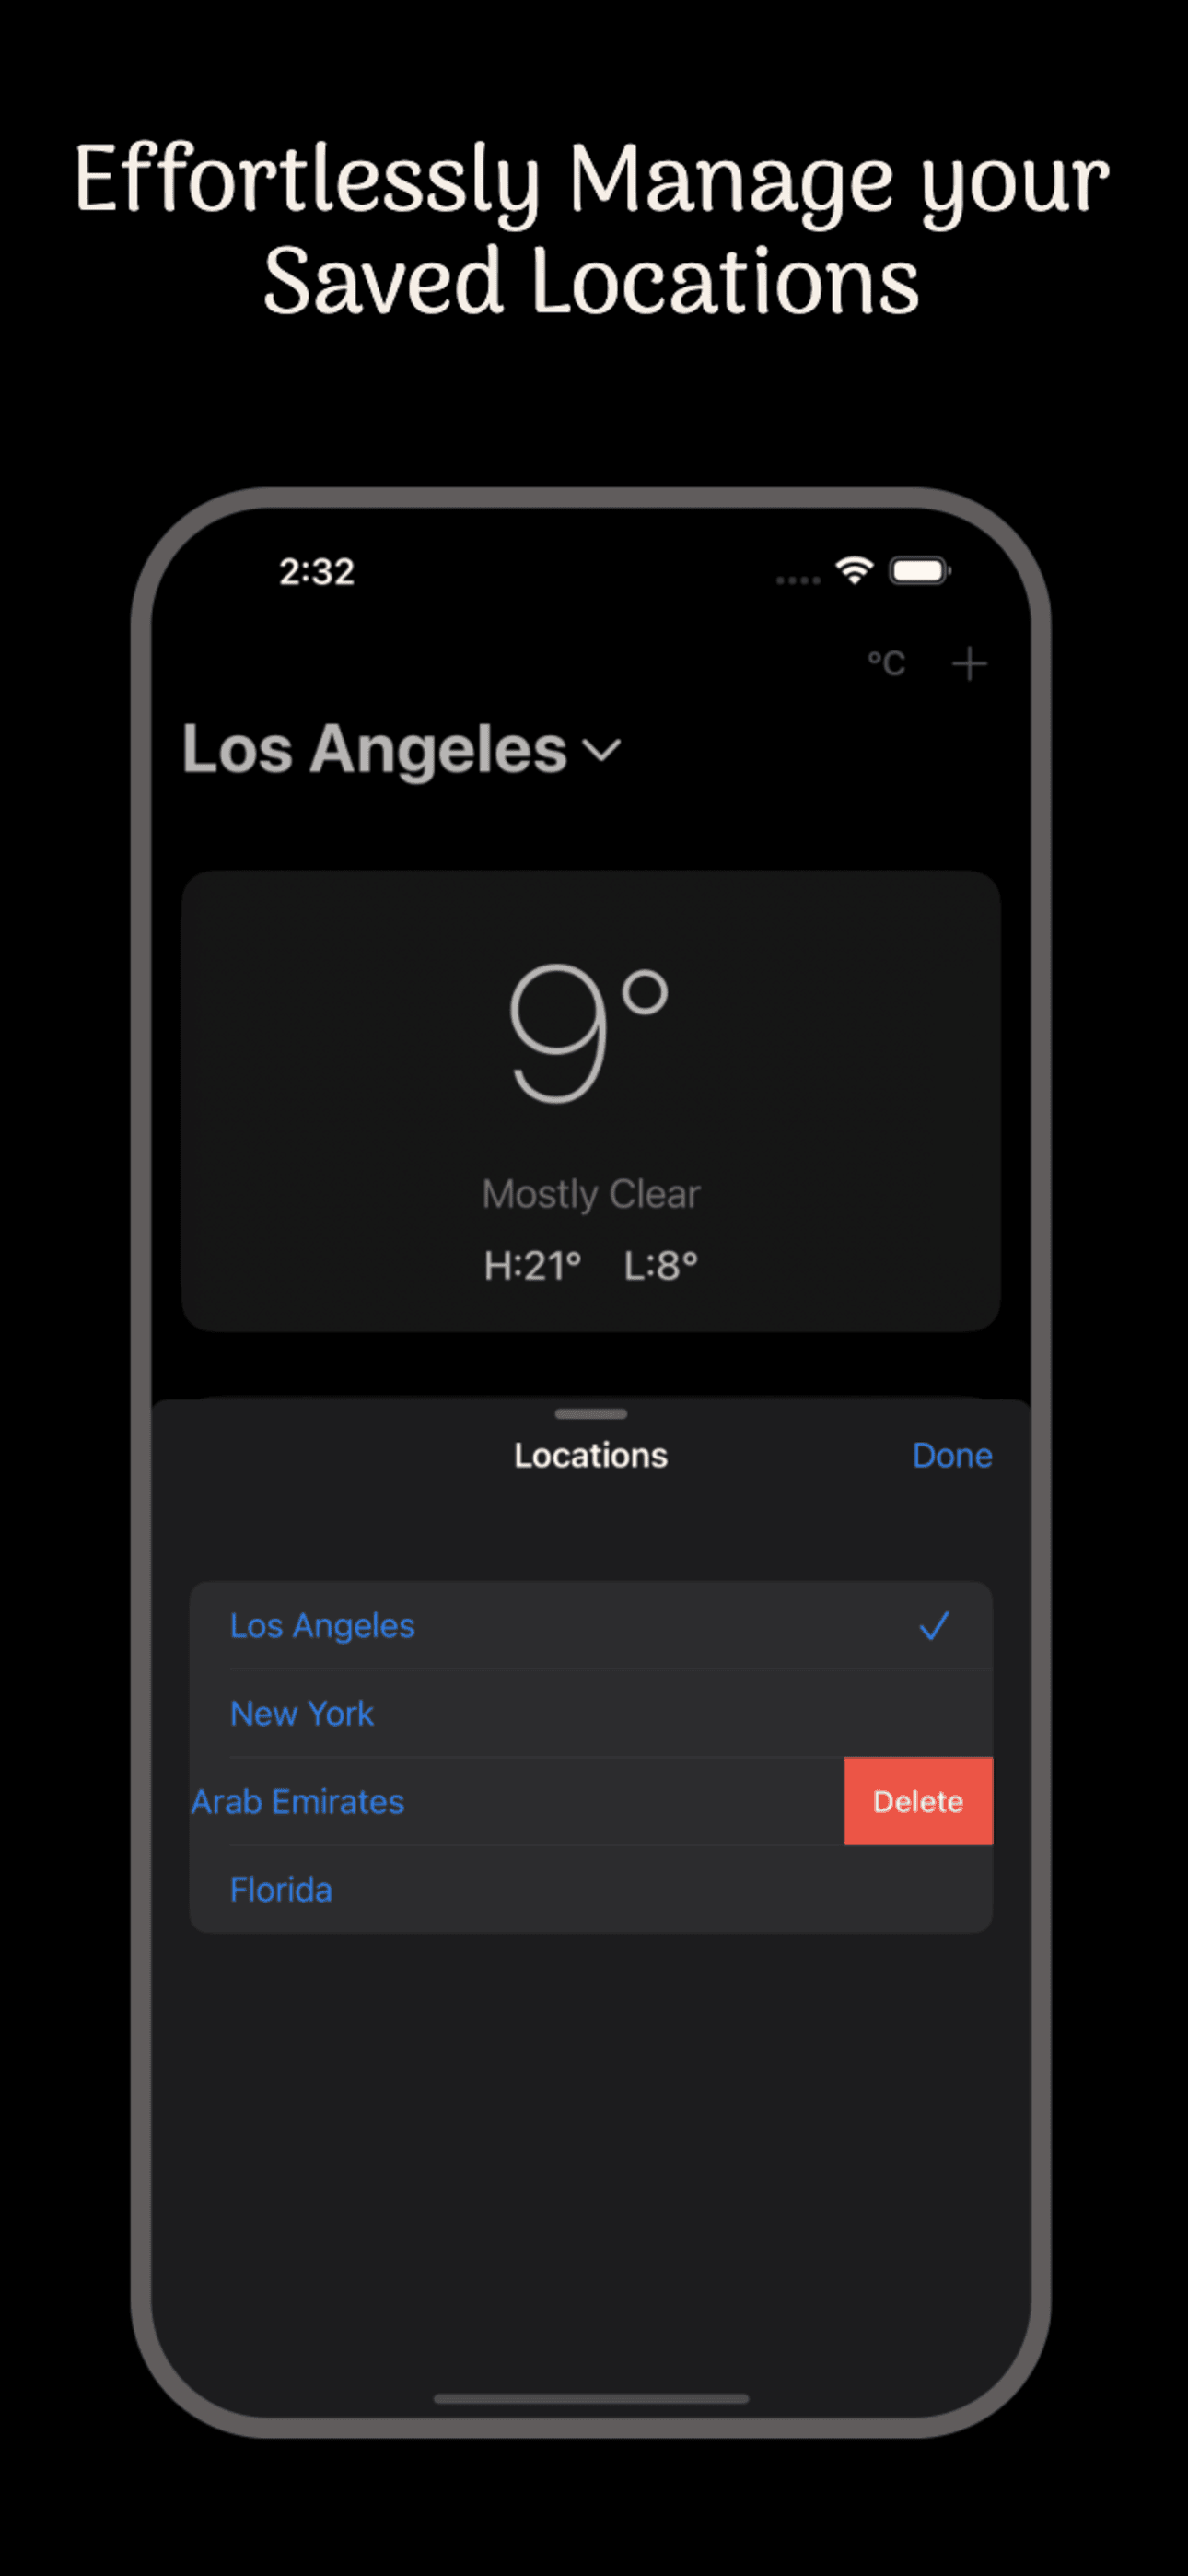 Effortlessly Manage your
Saved Locations
2:32
°C +
Los Angeles
9°
Mostly Clear
H:21° L:8°
Locations Done
Los Angeles
New York
Arab Emirates Delete
Florida